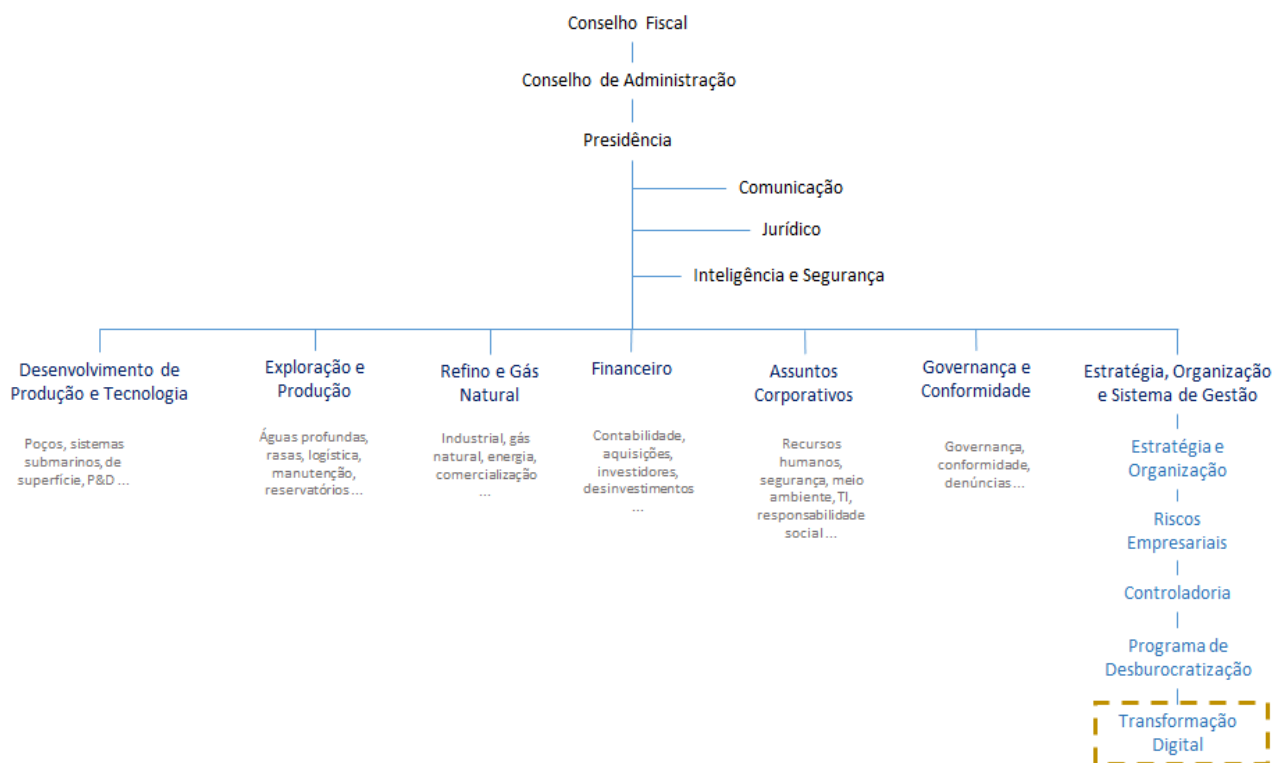 Conselho Fiscal
Conselho de Administração
Presidência
Comunicação
Jurídico
Inteligência e Segurança
Desenvolvimento de
Produção e Tecnologia
Poços, sistemas
submarinos, de
superfície, P&D ...
Exploração e
Produção
Águas profundas,
rasas, logística,
manutenção,
reservatórios ...
Refino e Gás
Natural
Industrial, gás
natural, energia,
comercialização
...
Financeiro
Contabilidade,
aquisições,
investidores,
desinvestimentos
...
Assuntos
Corporativos
Recursos
humanos,
segurança, meio
ambiente, TI,
responsabilidade
social ...
Governança e
Conformidade
Governança,
conformidade,
denúncias ...
Estratégia, Organização
e Sistema de Gestão
Estratégia e
Organização
Riscos
Empresariais
Controladoria
Programa de
Desburocratização
Transformação
Digital